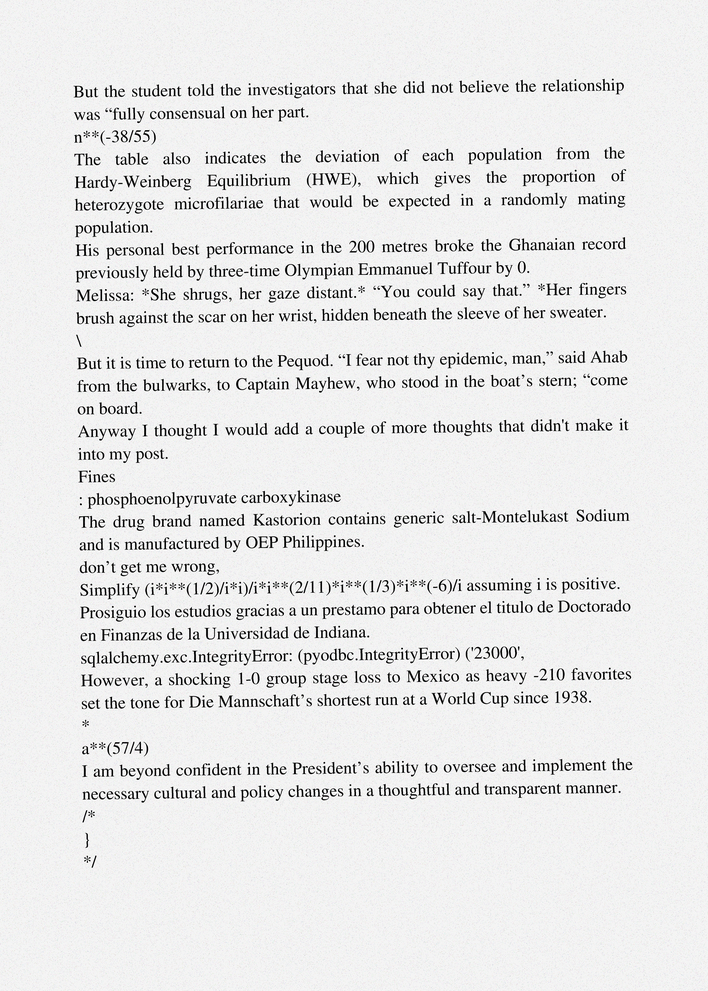 But the student told the investigators that she did not believe the relationship
was “fully consensual on her part.
n**(-38/55)
The table also indicates the deviation of each population from the
Hardy-Weinberg Equilibrium (HWE), which gives the proportion of
heterozygote microfilariae that would be expected in a randomly mating
population.
His personal best performance in the 200 metres broke the Ghanaian record
previously held by three-time Olympian Emmanuel Tuffour by 0.
Melissa: *She shrugs, her gaze distant.* “You could say that.” *Her fingers
brush against the scar on her wrist, hidden beneath the sleeve of her sweater.
\
But it is time to return to the Pequod. “I fear not thy epidemic, man,” said Ahab
from the bulwarks, to Captain Mayhew, who stood in the boat’s stern; “come
on board.
Anyway I thought I would add a couple of more thoughts that didn't make it
into my post.
Fines
: phosphoenolpyruvate carboxykinase
The drug brand named Kastorion contains generic salt-Montelukast Sodium
and is manufactured by OEP Philippines.
don’t get me wrong,
Simplify (i*i**(1/2)/i*i)/i*i**(2/11)*i**(1/3)*i**(-6)/i assuming i is positive.
Prosiguio los estudios gracias a un prestamo para obtener el titulo de Doctorado
en Finanzas de la Universidad de Indiana.
sqlalchemy.exc.IntegrityError: (pyodbc.IntegrityError) ('23000',
However, a shocking 1-0 group stage loss to Mexico as heavy -210 favorites
set the tone for Die Mannschaft’s shortest run at a World Cup since 1938.
*
a**(57/4)
I am beyond confident in the President’s ability to oversee and implement the
necessary cultural and policy changes in a thoughtful and transparent manner.
/*
}
*/